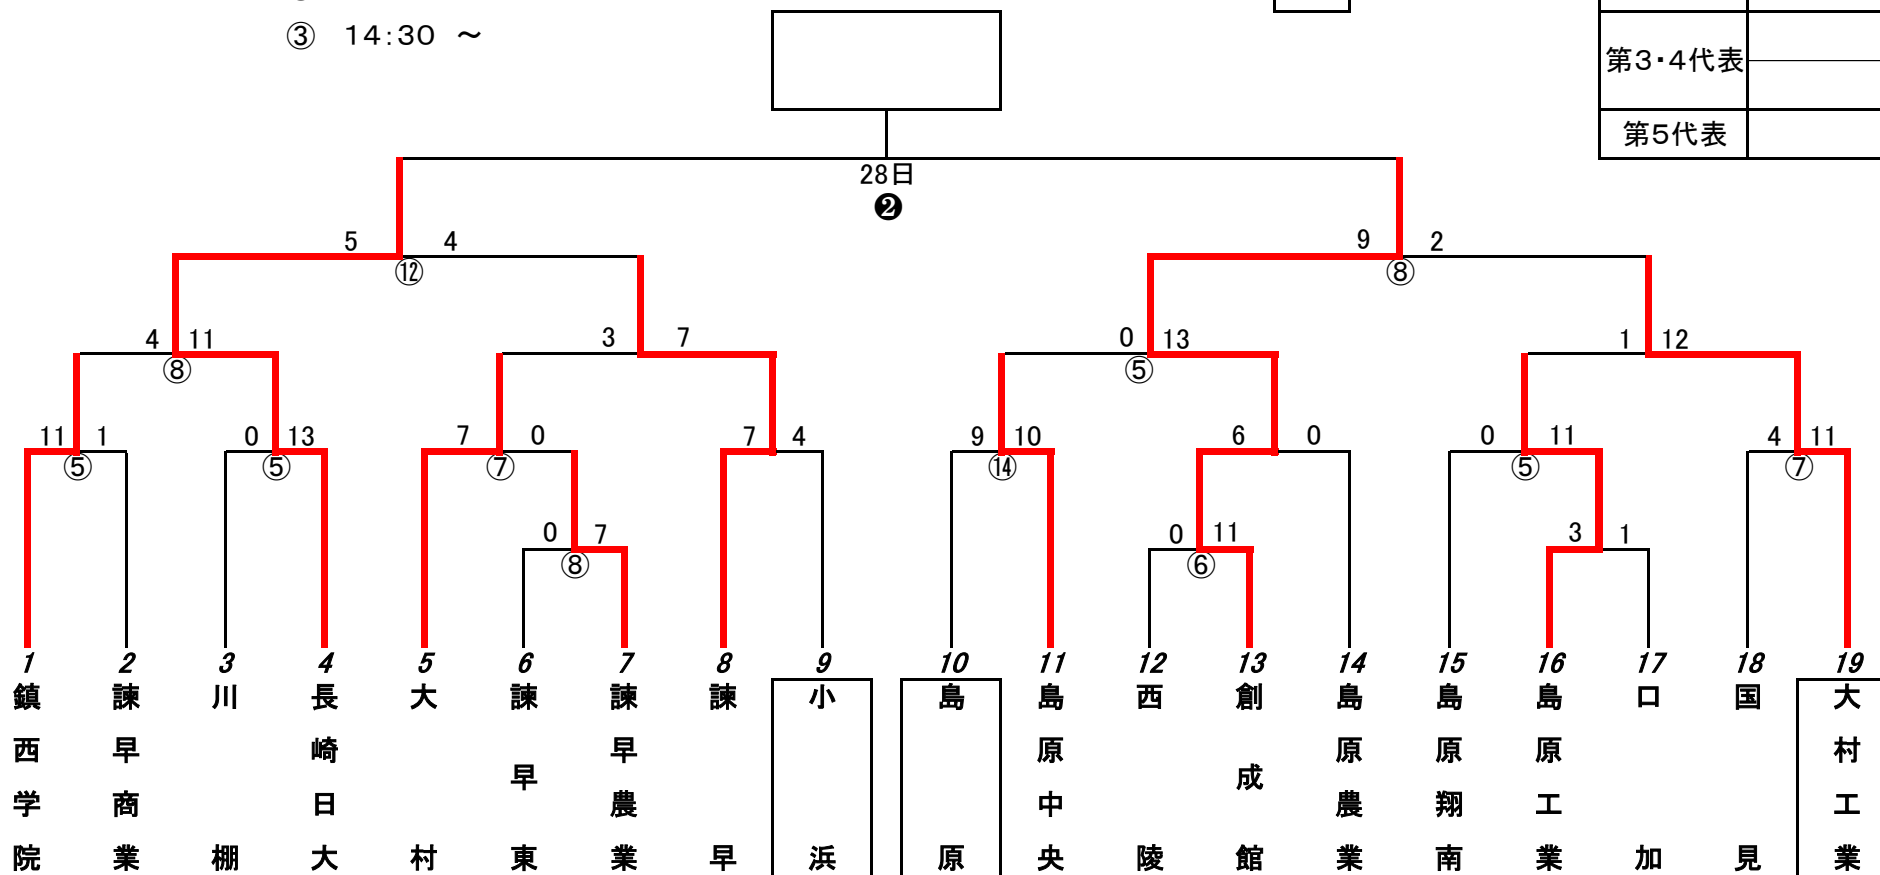 ③ 14:30 ～
第3・4代表
第5代表
28日
❷
5 4 9 2
⑫ ⑧
4 11 3 7 0 13 1 12
⑧ ⑤
11 1 0 13 7 0 7 4 9 10 6 0 0 11 4 11
⑤ ⑤ ⑦ ⑭ ⑤ ⑦
0 7 0 11 3 1
⑧ ⑥
1 2 3 4 5 6 7 8 9 10 11 12 13 14 15 16 17 18 19
鎮西学院
諫早商業
川棚
長崎日大
大村
諫早東
諫早農業
諫早
小浜
島原
島原中央
西陵
創成館
島原農業
島原翔南
島原工業
口加
国見
大村工業